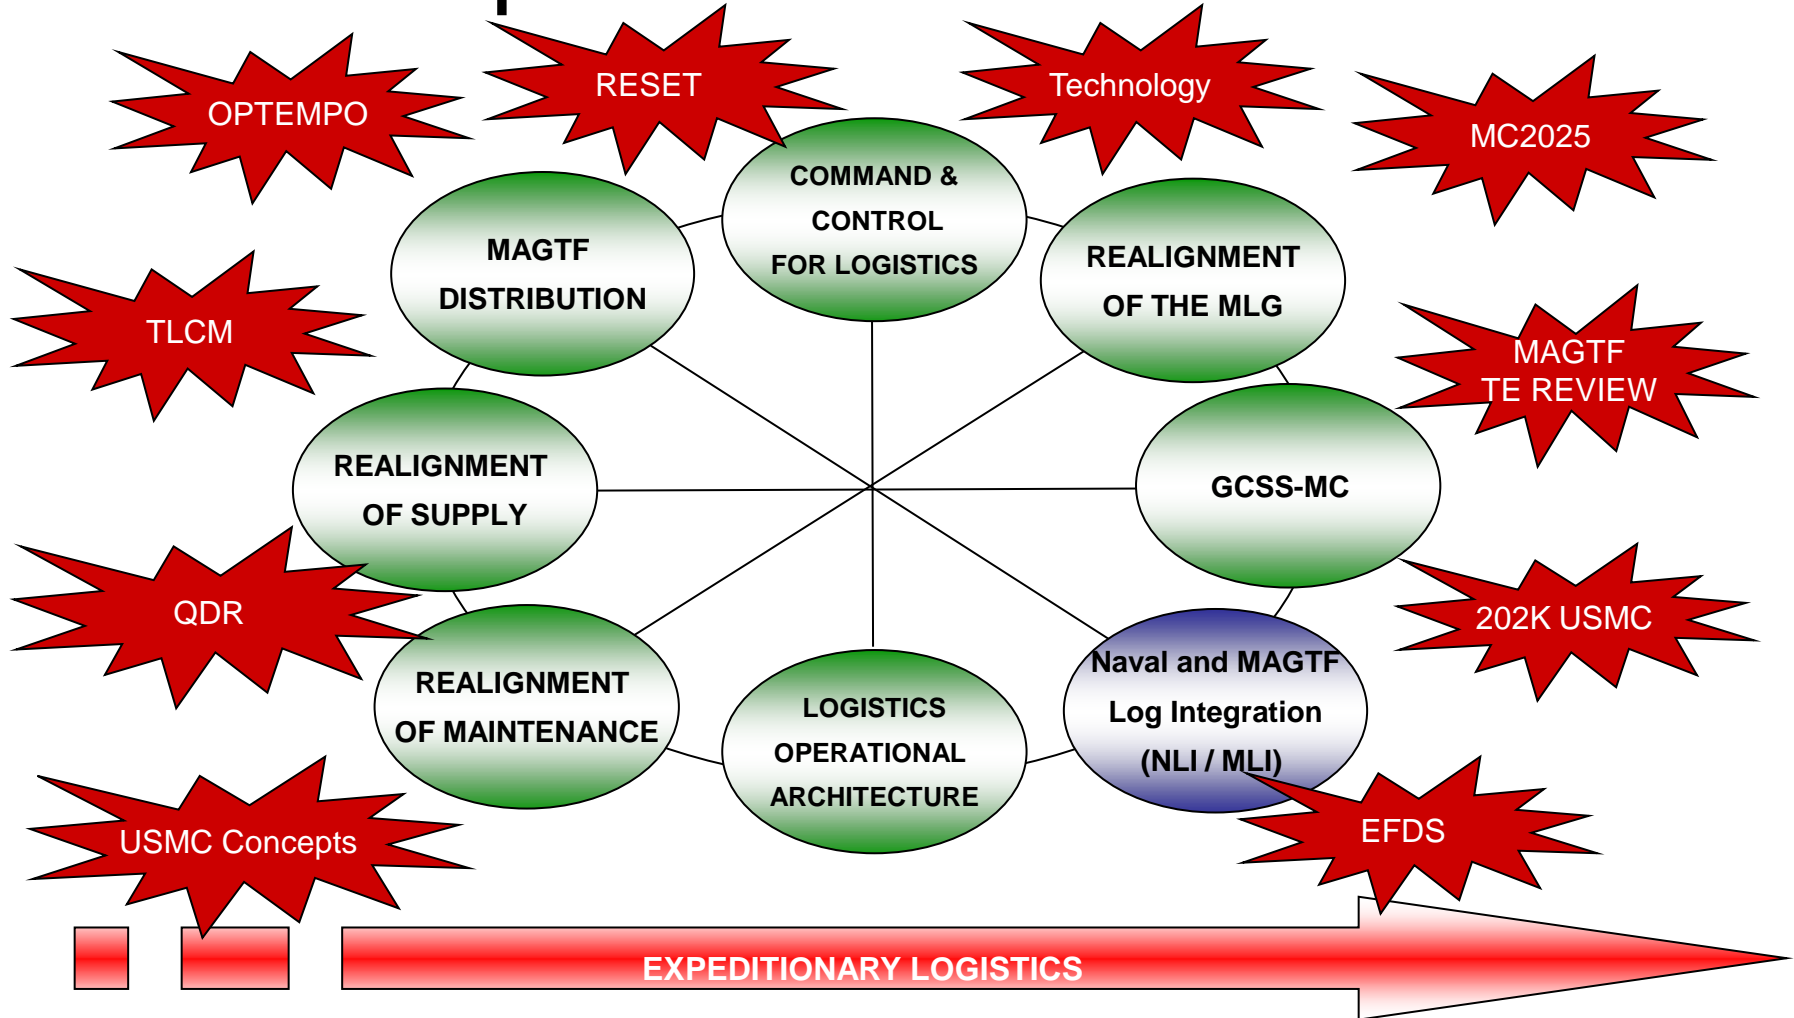 OPTEMPO
RESET
Technology
MC2025
COMMAND &
CONTROL
FOR LOGISTICS
MAGTF
DISTRIBUTION
REALIGNMENT
OF THE MLG
TLCM
MAGTF
TE REVIEW
REALIGNMENT
OF SUPPLY
GCSS-MC
QDR
202K USMC
REALIGNMENT
OF MAINTENANCE
LOGISTICS
OPERATIONAL
ARCHITECTURE
Naval and MAGTF
Log Integration
(NLI / MLI)
USMC Concepts
EFDS
EXPEDITIONARY LOGISTICS